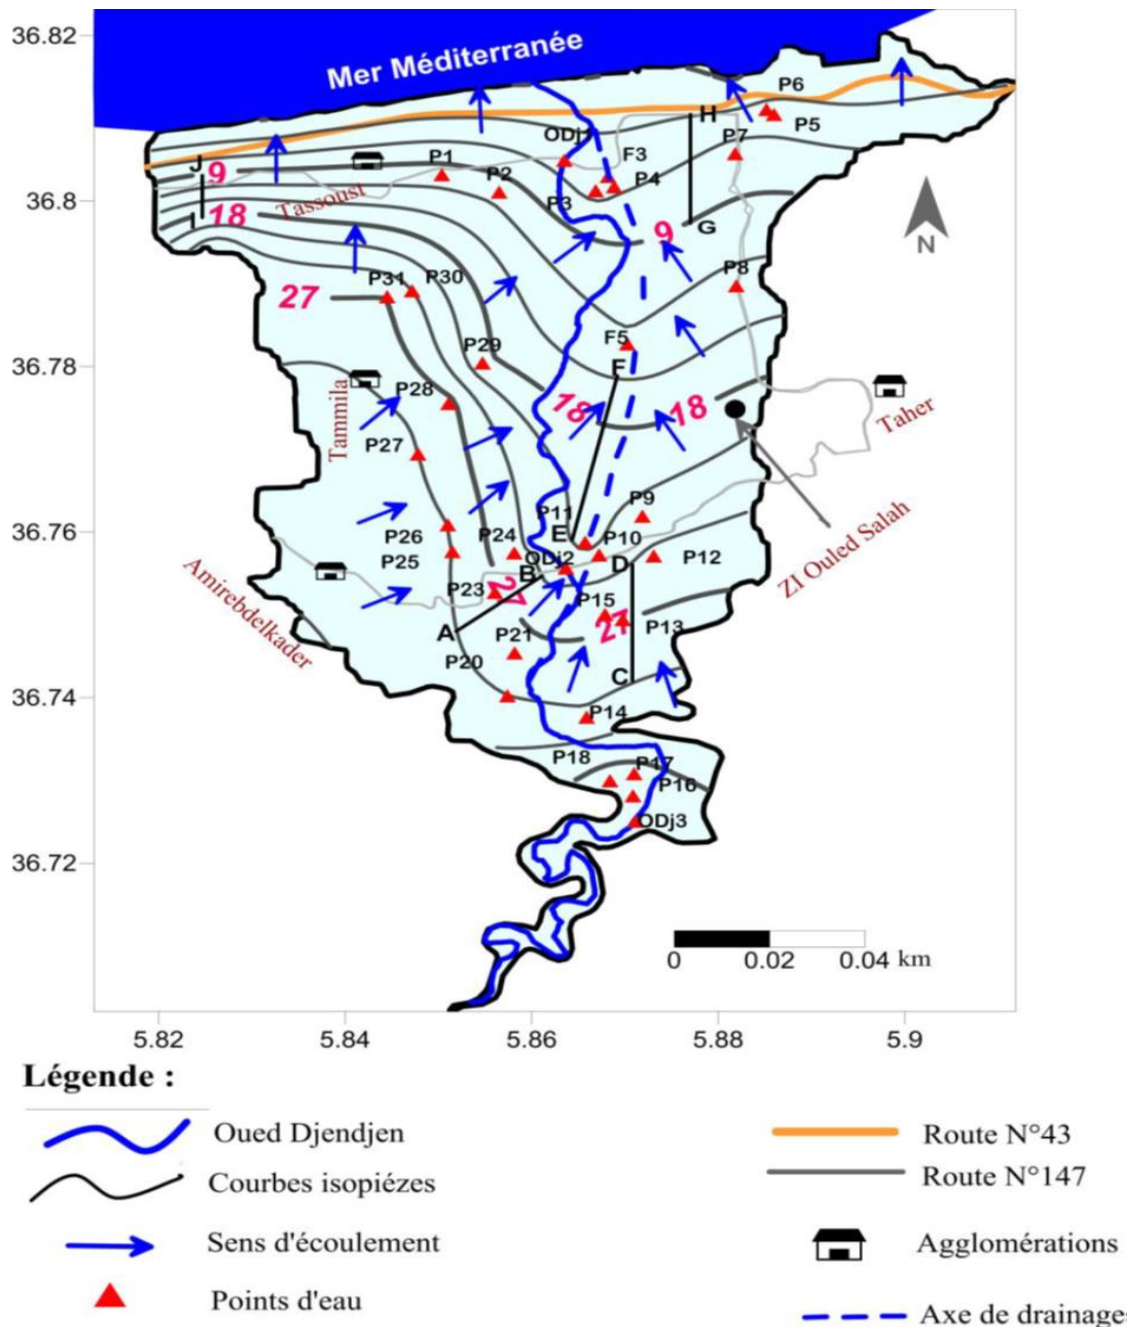 36.82
36.8
36.78
36.76
36.74
36.72
Mer Méditerranée
P6
P5
H
ODj1
P7
F3
J
9
P1
P2
P4
P3
Tassoust
I
18
G
9
P31
P30
P8
27
F5
P29
F
P28
18
18
Tammila
Taher
P27
P9
P11
E
P26
P24
P10
P25
ODj2
D
P12
B
ZI Ouled Salah
Amirebdelkader
P23
27
P15
A
P21
27
P13
P20
C
P14
P18
P17
P16
ODj3
N
0
0.02
0.04 km
5.82
5.84
5.86
5.88
5.9
Légende :
Oued Djendjen
Courbes isopiézes
Sens d'écoulement
Points d'eau
Route N°43
Route N°147
Agglomérations
Axe de drainage